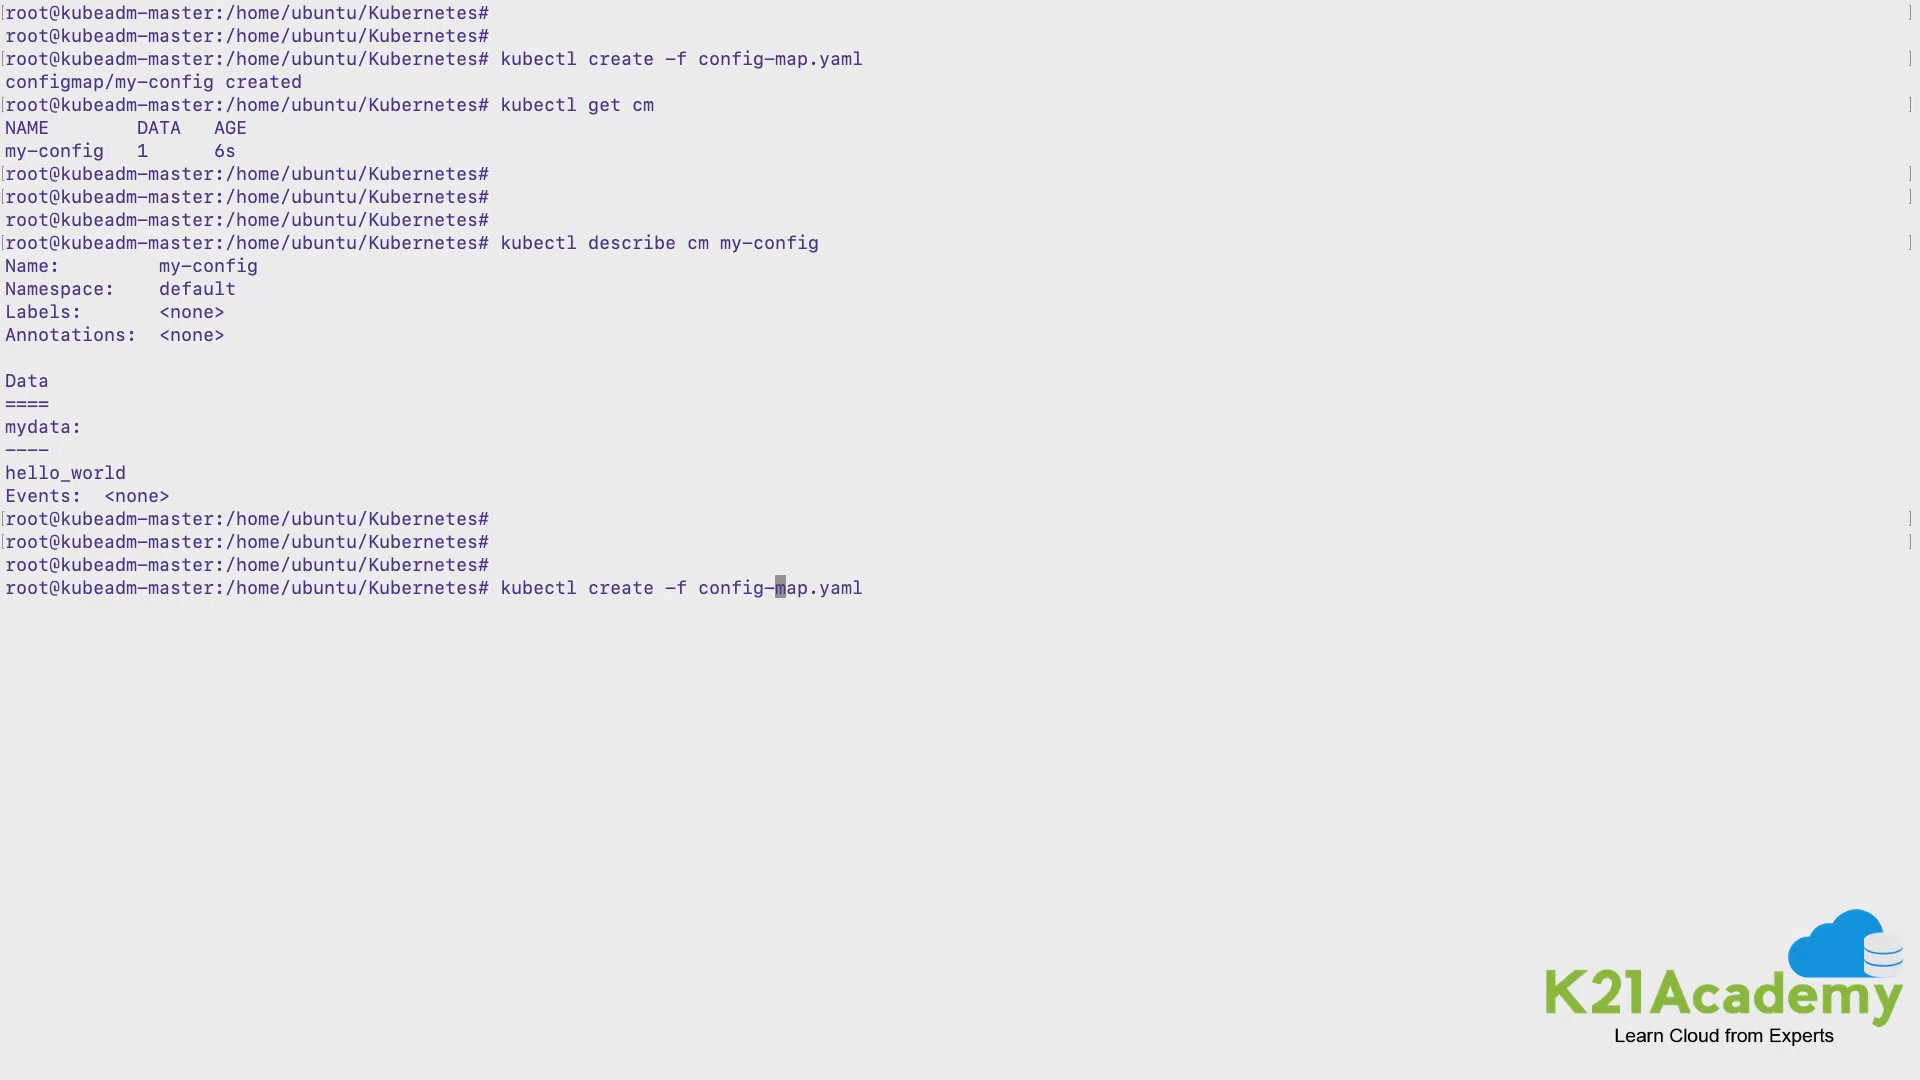 [root@kubeadm-master:/home/ubuntu/Kubernetes# ]
root@kubeadm-master:/home/ubuntu/Kubernetes#
[root@kubeadm-master:/home/ubuntu/Kubernetes# kubectl create -f config-map.yaml ]
configmap/my-config created
[root@kubeadm-master:/home/ubuntu/Kubernetes# kubectl get cm ]
NAME DATA AGE
my-config 1 6s
[root@kubeadm-master:/home/ubuntu/Kubernetes# ]
[root@kubeadm-master:/home/ubuntu/Kubernetes# ]
root@kubeadm-master:/home/ubuntu/Kubernetes#
[root@kubeadm-master:/home/ubuntu/Kubernetes# kubectl describe cm my-config ]
Name: my-config
Namespace: default
Labels: <none>
Annotations: <none>
Data
====
mydata:
----
hello_world
Events: <none>
[root@kubeadm-master:/home/ubuntu/Kubernetes# ]
[root@kubeadm-master:/home/ubuntu/Kubernetes# ]
root@kubeadm-master:/home/ubuntu/Kubernetes#
root@kubeadm-master:/home/ubuntu/Kubernetes# kubectl create -f config-map.yaml
K21Academy
Learn Cloud from Experts